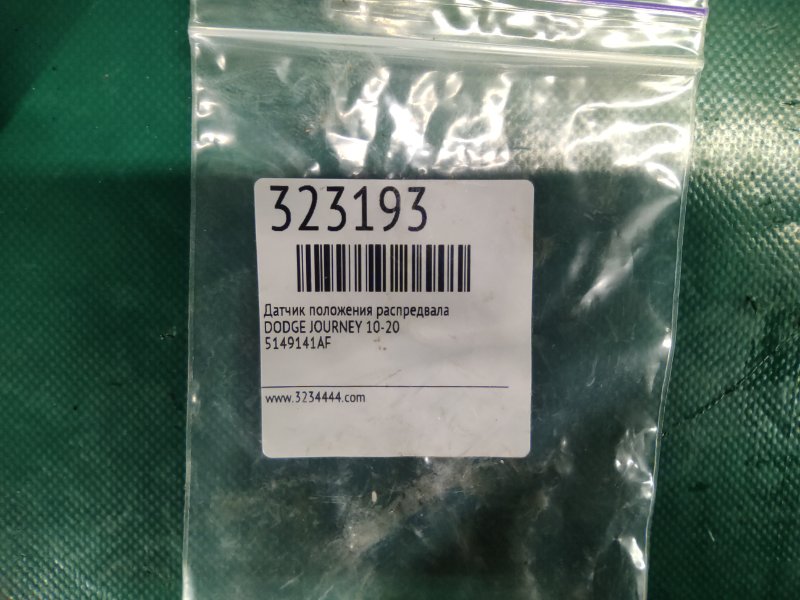 323193
Датчик положения распредвала
DODGE JOURNEY 10-20
5149141AF
www.3234444.com